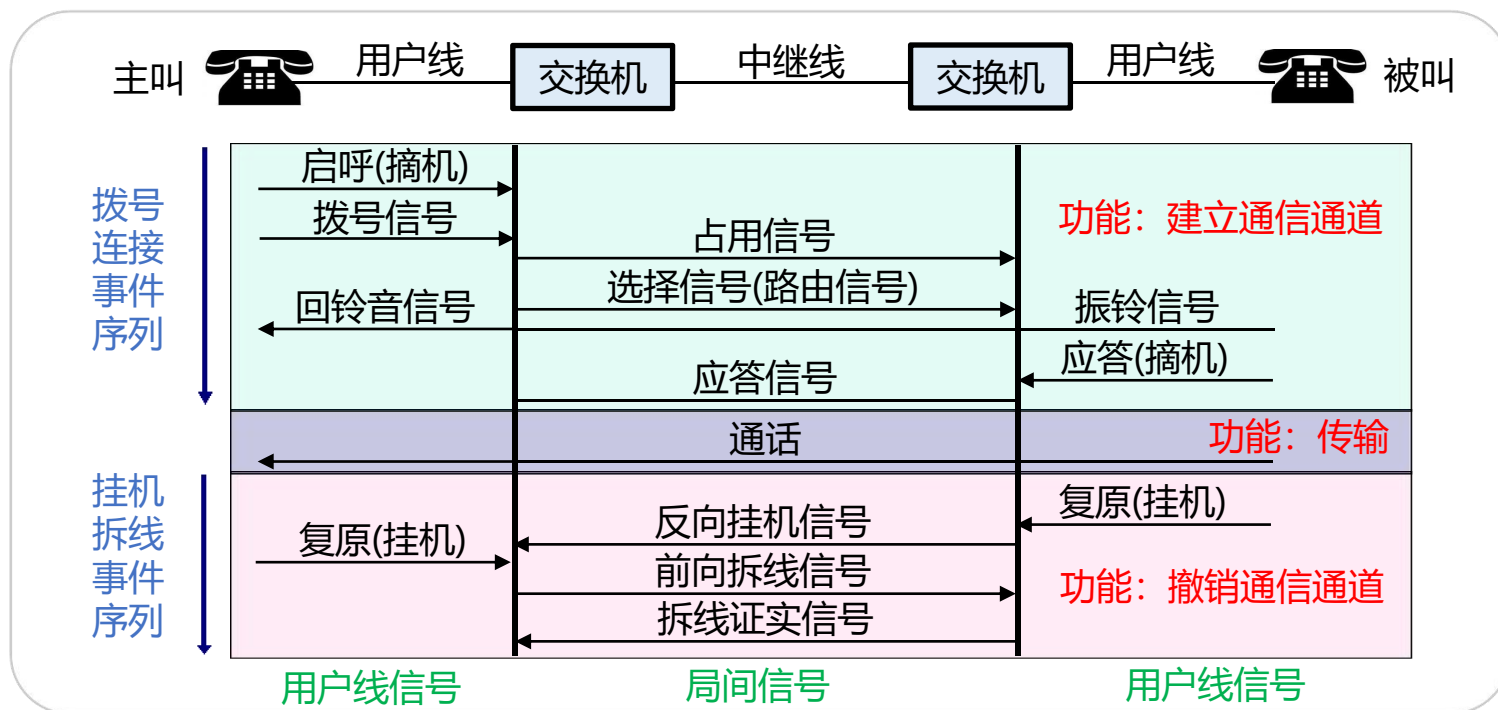 主叫
用户线
交换机
中继线
交换机
用户线
被叫
拨号
连接
事件
序列
启呼(摘机)
拨号信号
占用信号
功能：建立通信通道
选择信号(路由信号)
回铃音信号
振铃信号
应答(摘机)
应答信号
通话
功能：传输
挂机
拆线
事件
序列
复原(挂机)
反向挂机信号
复原(挂机)
前向拆线信号
功能：撤销通信通道
拆线证实信号
用户线信号
局间信号
用户线信号